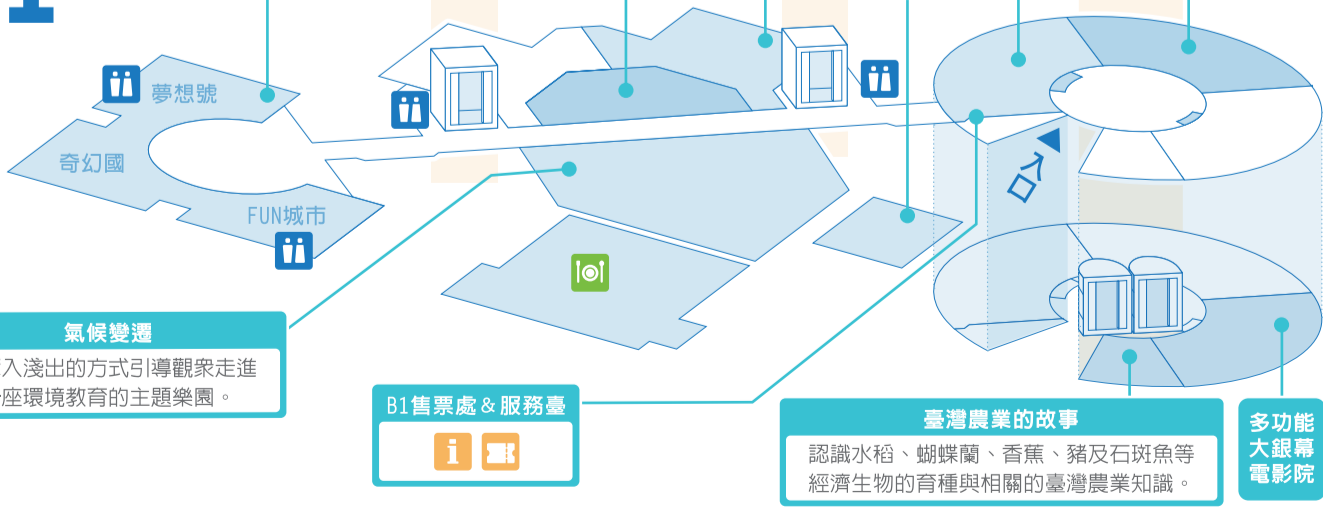 夢想號
奇幻國
FUN城市
入口
氣候變遷
入淺出的方式引導觀眾走進
座環境教育的主題樂園。
B1售票處&服務臺
i
臺灣農業的故事
認識水稻、蝴蝶蘭、香蕉、豬及石斑魚等
經濟生物的育種與相關的臺灣農業知識。
多功能
大銀幕
電影院